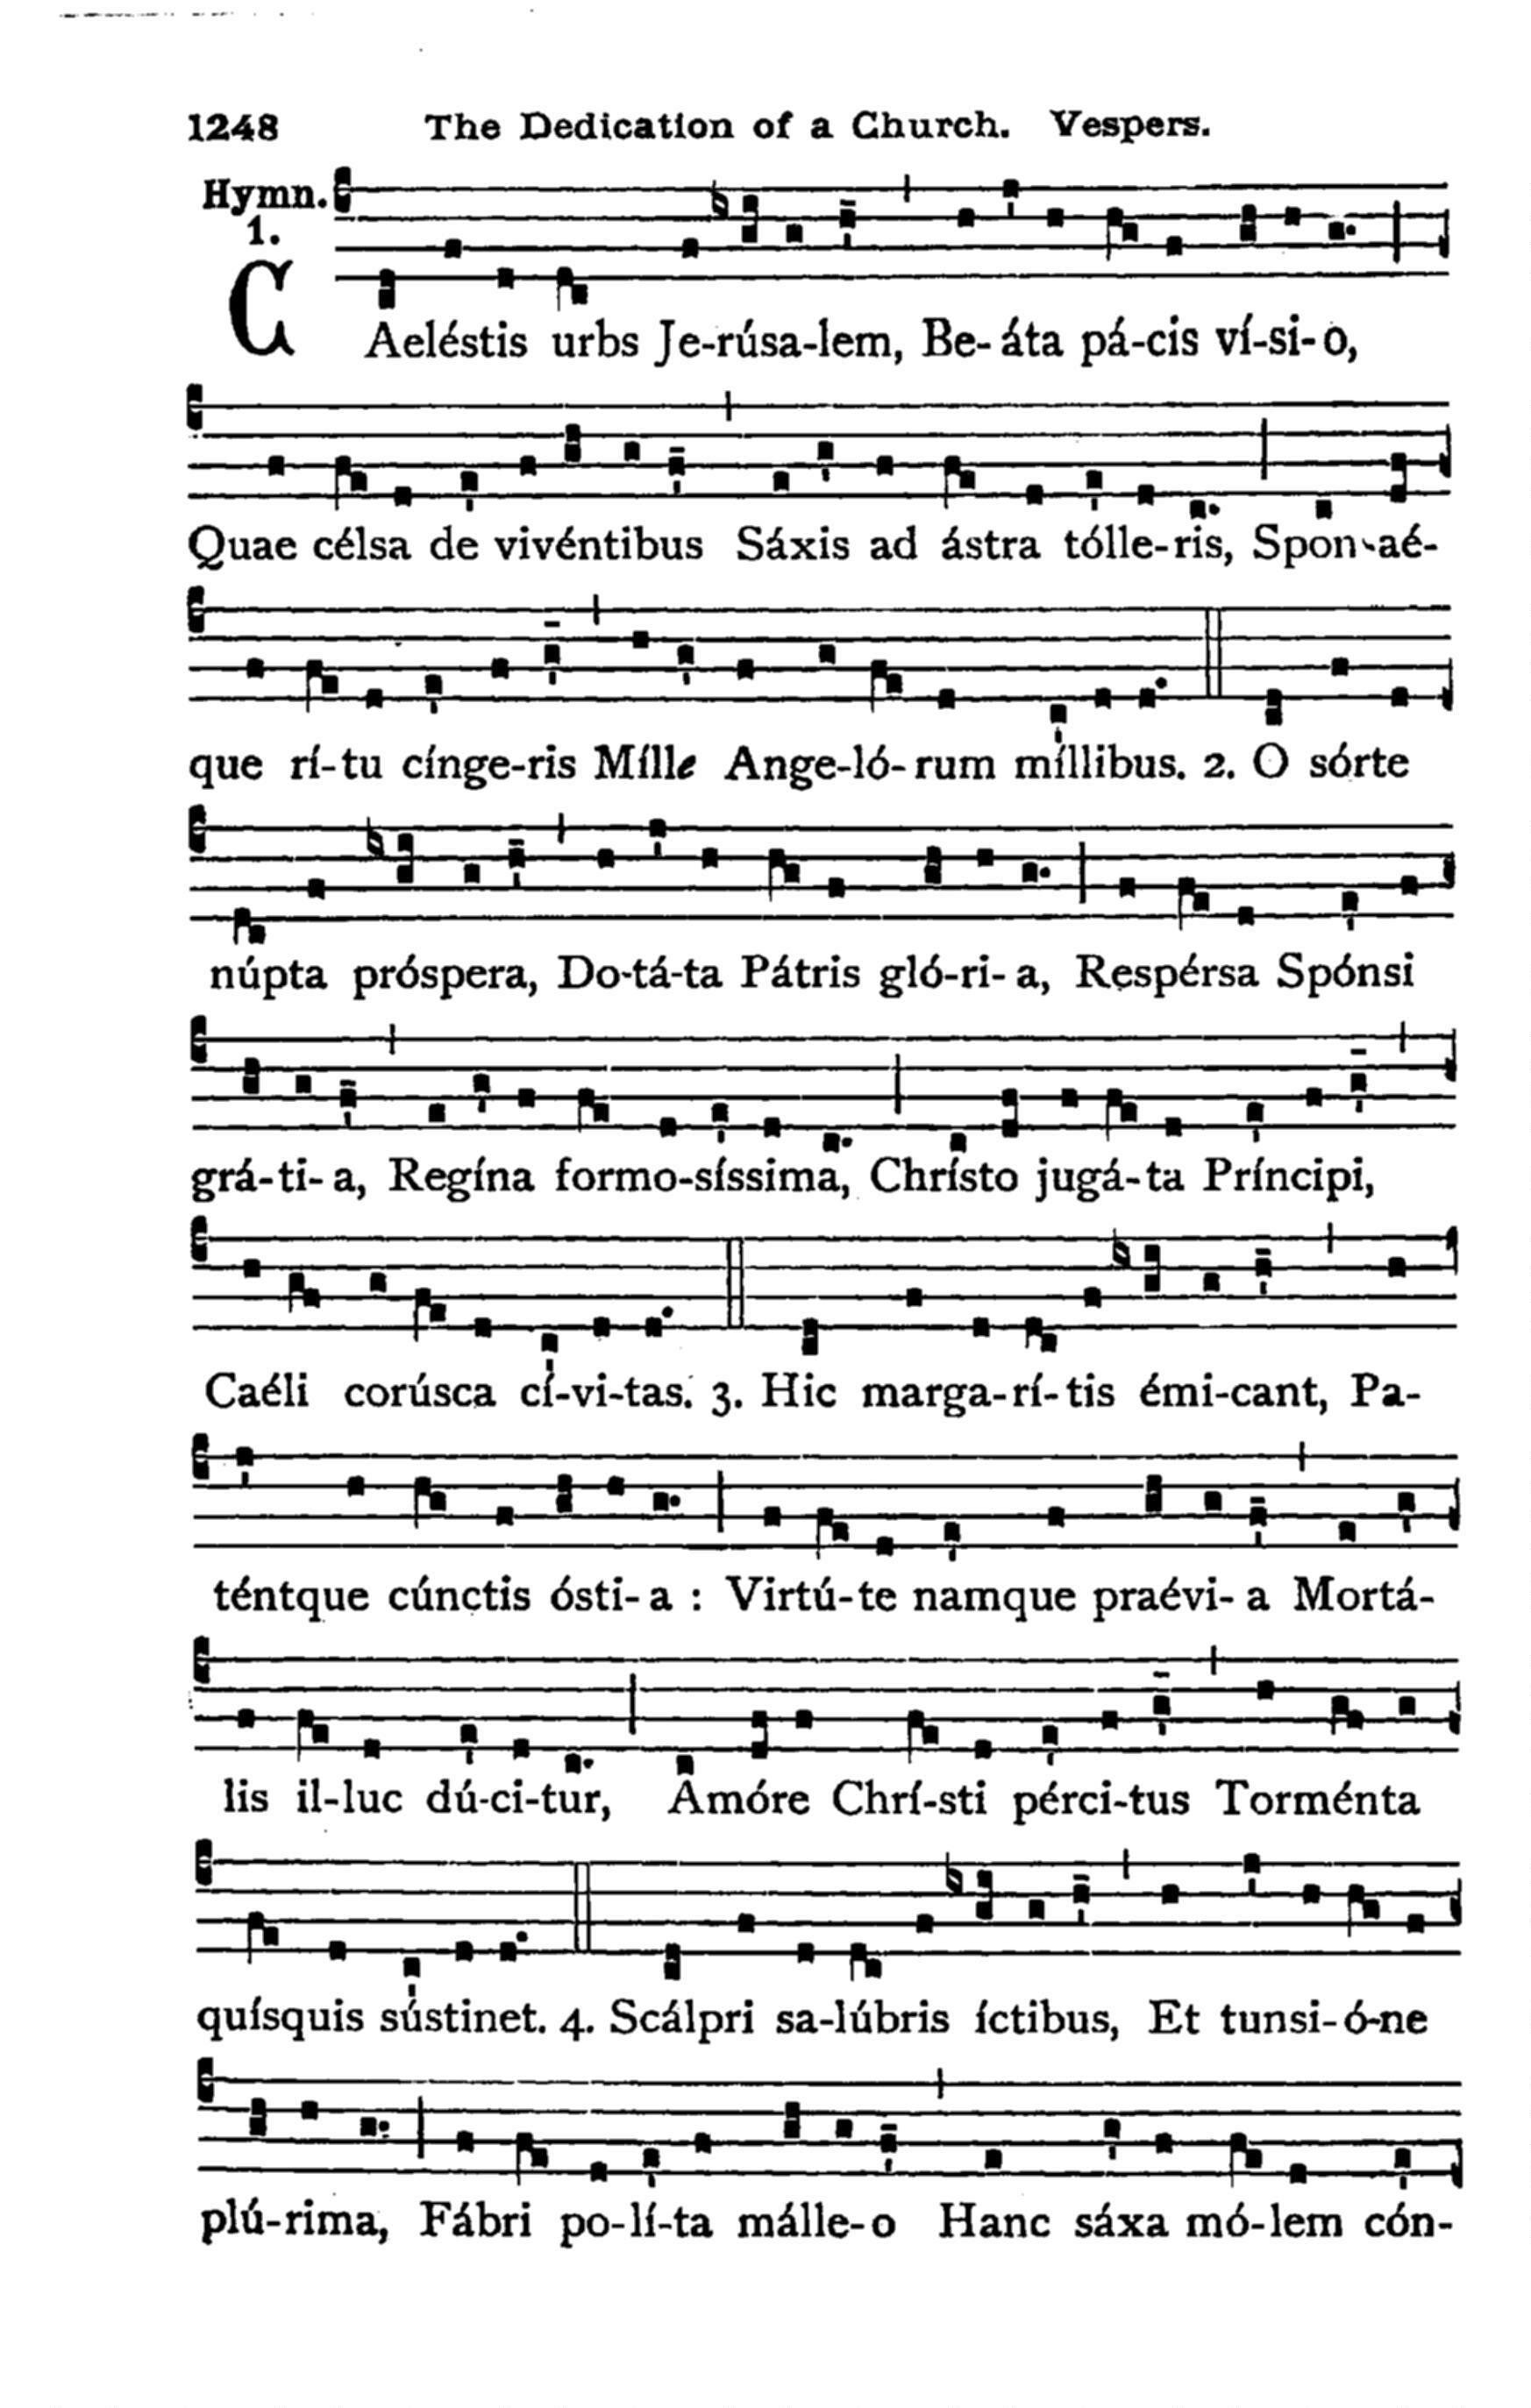 1248 The Dedication of a Church. Vespers.
Hymn.
1.
CAeléstis urbs Je-rúsa-lem, Be-áta pá-cis ví-si-o,
Quae célsa de vivéntibus Sáxis ad ástra tólle-ris, Sponsaé-
que rí-tu cínge-ris Mílle Ange-ló-rum míllibus. 2. O sórte
núpta próspera, Do-tá-ta Pátris gló-ri-a, Respérsa Spónsi
grá-ti-a, Regína formo-síssima, Chrísto jugá-ta Príncipi,
Caéli corúsca cí-vi-tas. 3. Hic marga-rí-tis émi-cant, Pa-
téntque cúnctis ósti-a : Virtú-te namque praévi-a Mortá-
lis il-luc dú-ci-tur, Amóre Chrí-sti pérci-tus Torménta
quísquis sústinet. 4. Scálpri sa-lúbris íctibus, Et tunsi-ó-ne
plú-rima, Fábri po-lí-ta málle-o Hanc sáxa mó-lem cón-